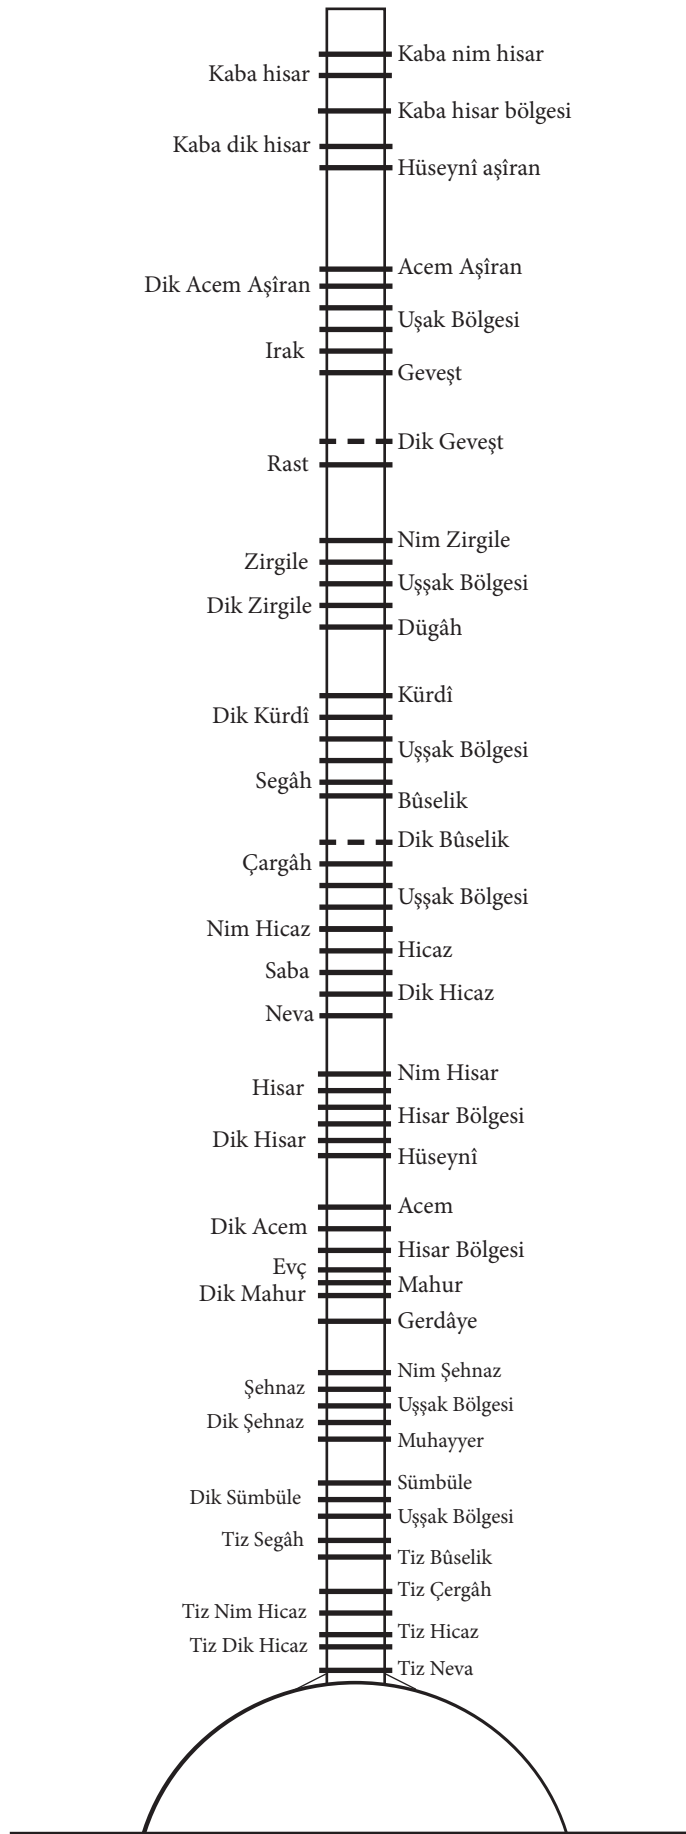 Kaba nim hisar
Kaba hisar
Kaba hisar bölgesi
Kaba dik hisar
Hüseynî aşîran
Acem Aşîran
Dik Acem Aşîran
Uşak Bölgesi
Irak
Geveşt
Dik Geveşt
Rast
Nim Zirgile
Zirgile
Uşşak Bölgesi
Dik Zirgile
Dügâh
Kürdî
Dik Kürdî
Uşşak Bölgesi
Segâh
Bûselik
Dik Bûselik
Çargâh
Uşşak Bölgesi
Nim Hicaz
Hicaz
Saba
Dik Hicaz
Neva
Nim Hisar
Hisar
Hisar Bölgesi
Dik Hisar
Hüseynî
Acem
Dik Acem
Hisar Bölgesi
Evç
Mahur
Dik Mahur
Gerdâye
Nim Şehnaz
Şehnaz
Uşşak Bölgesi
Dik Şehnaz
Muhayyer
Sümbüle
Dik Sümbüle
Uşşak Bölgesi
Tiz Segâh
Tiz Bûselik
Tiz Çergâh
Tiz Nim Hicaz
Tiz Hicaz
Tiz Dik Hicaz
Tiz Neva